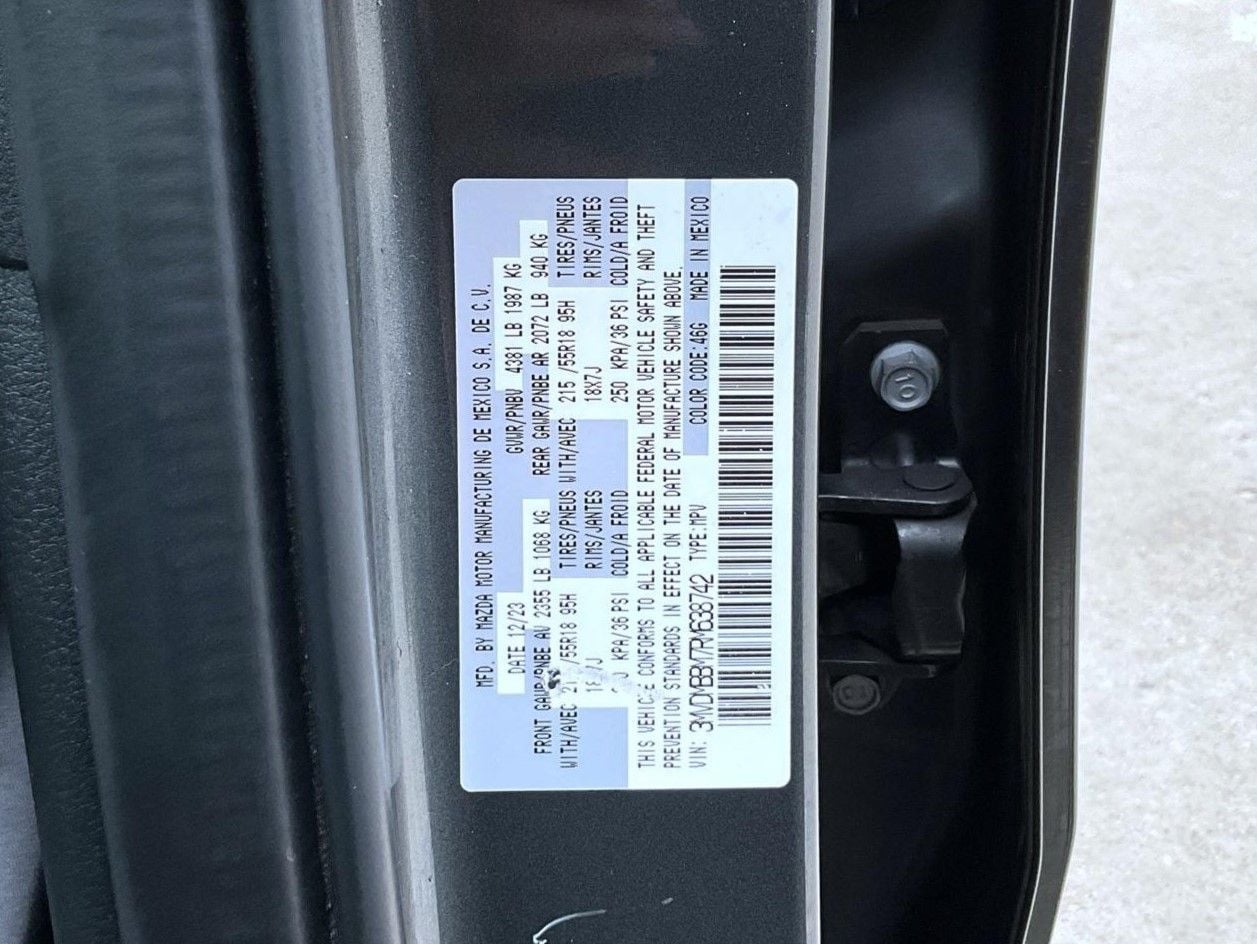 MFD. BY MAZDA MOTOR MANUFACTURING DE MEXICO S.A. DE C.V.
DATE 12/23 GVWR/PNBV 4381 LB 1987 KG
FRONT GAWR/PNBE AV 2355 LB 1068 KG REAR GAWR/PNBE AR 2072 LB 940 KG
WITH/AVEC /55R18 95H TIRES/PNEUS WITH/AVEC 215 /55R18 95H TIRES/PNEUS
RIMS/JANTES 18X7J RIMS/JANTES
KPA/36 PSI COLD/A FROID 250 KPA/36 PSI COLD/A FROID
THIS VEHICLE CONFORMS TO ALL APPLICABLE FEDERAL MOTOR VEHICLE SAFETY AND THEFT
PREVENTION STANDARDS IN EFFECT ON THE DATE OF MANUFACTURE SHOWN ABOVE.
VIN: 3MVDMBBM7RM638742 TYPE:MPV COLOR CODE:46G MADE IN MEXICO
10